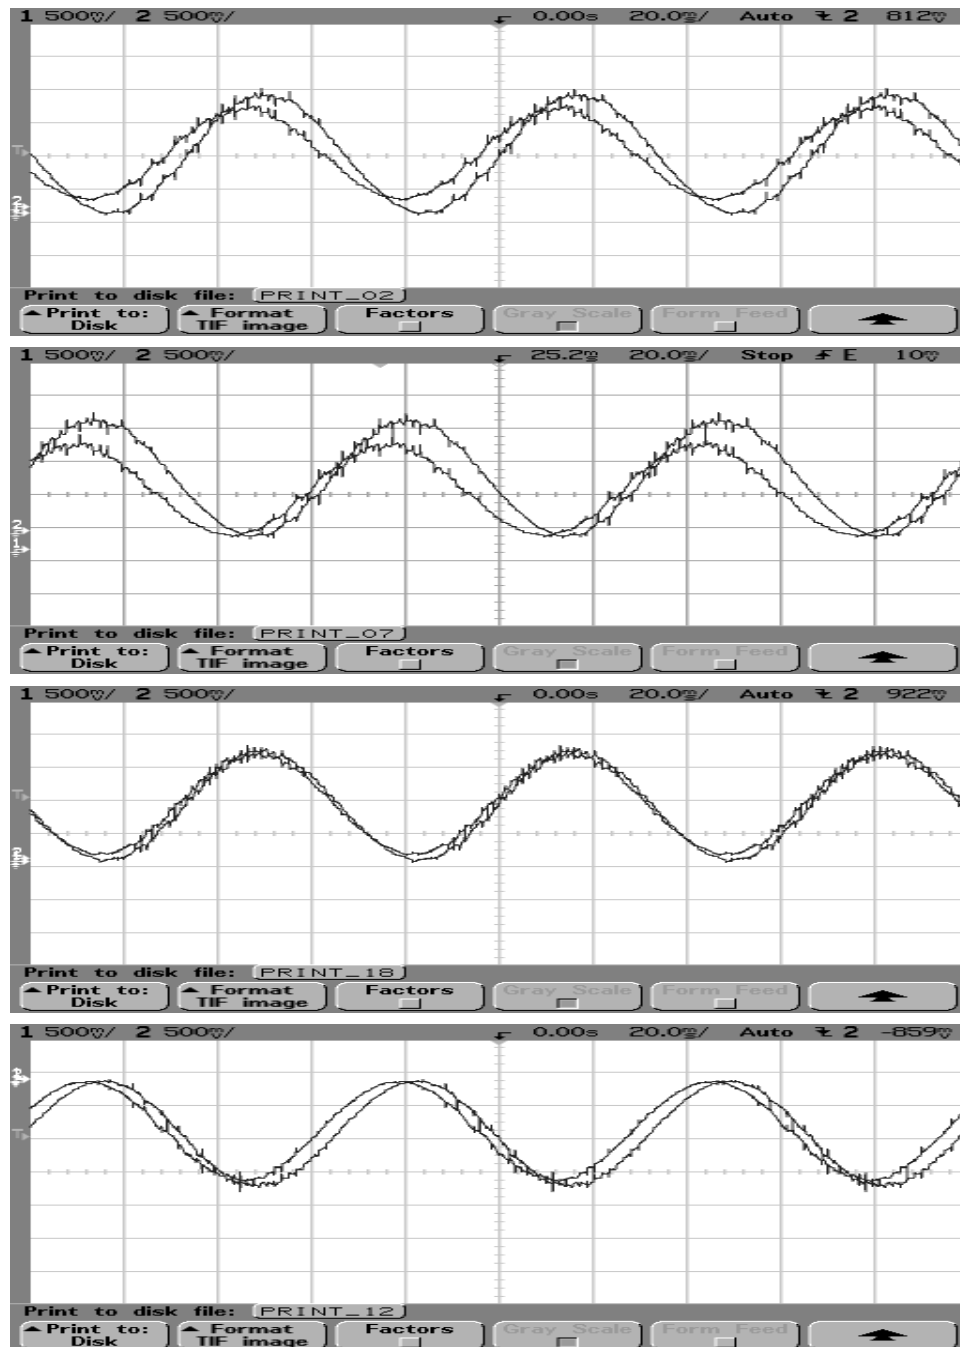 1 500mV/ 2 500mV/ 0.00s 20.0ms/ Auto 2 812mV
T
2
1
Print to disk file: PRINT_02
Print to: Disk Format TIF image Factors Gray Scale Form Feed
1 500mV/ 2 500mV/ 25.2ms 20.0ms/ Stop E 10mV
2
1
Print to disk file: PRINT_07
Print to: Disk Format TIF image Factors Gray Scale Form Feed
1 500mV/ 2 500mV/ 0.00s 20.0ms/ Auto 2 922mV
T
2
Print to disk file: PRINT_18
Print to: Disk Format TIF image Factors Gray Scale Form Feed
1 500mV/ 2 500mV/ 0.00s 20.0ms/ Auto 2 -859mV
T
Print to disk file: PRINT_12
Print to: Disk Format TIF image Factors Gray Scale Form Feed